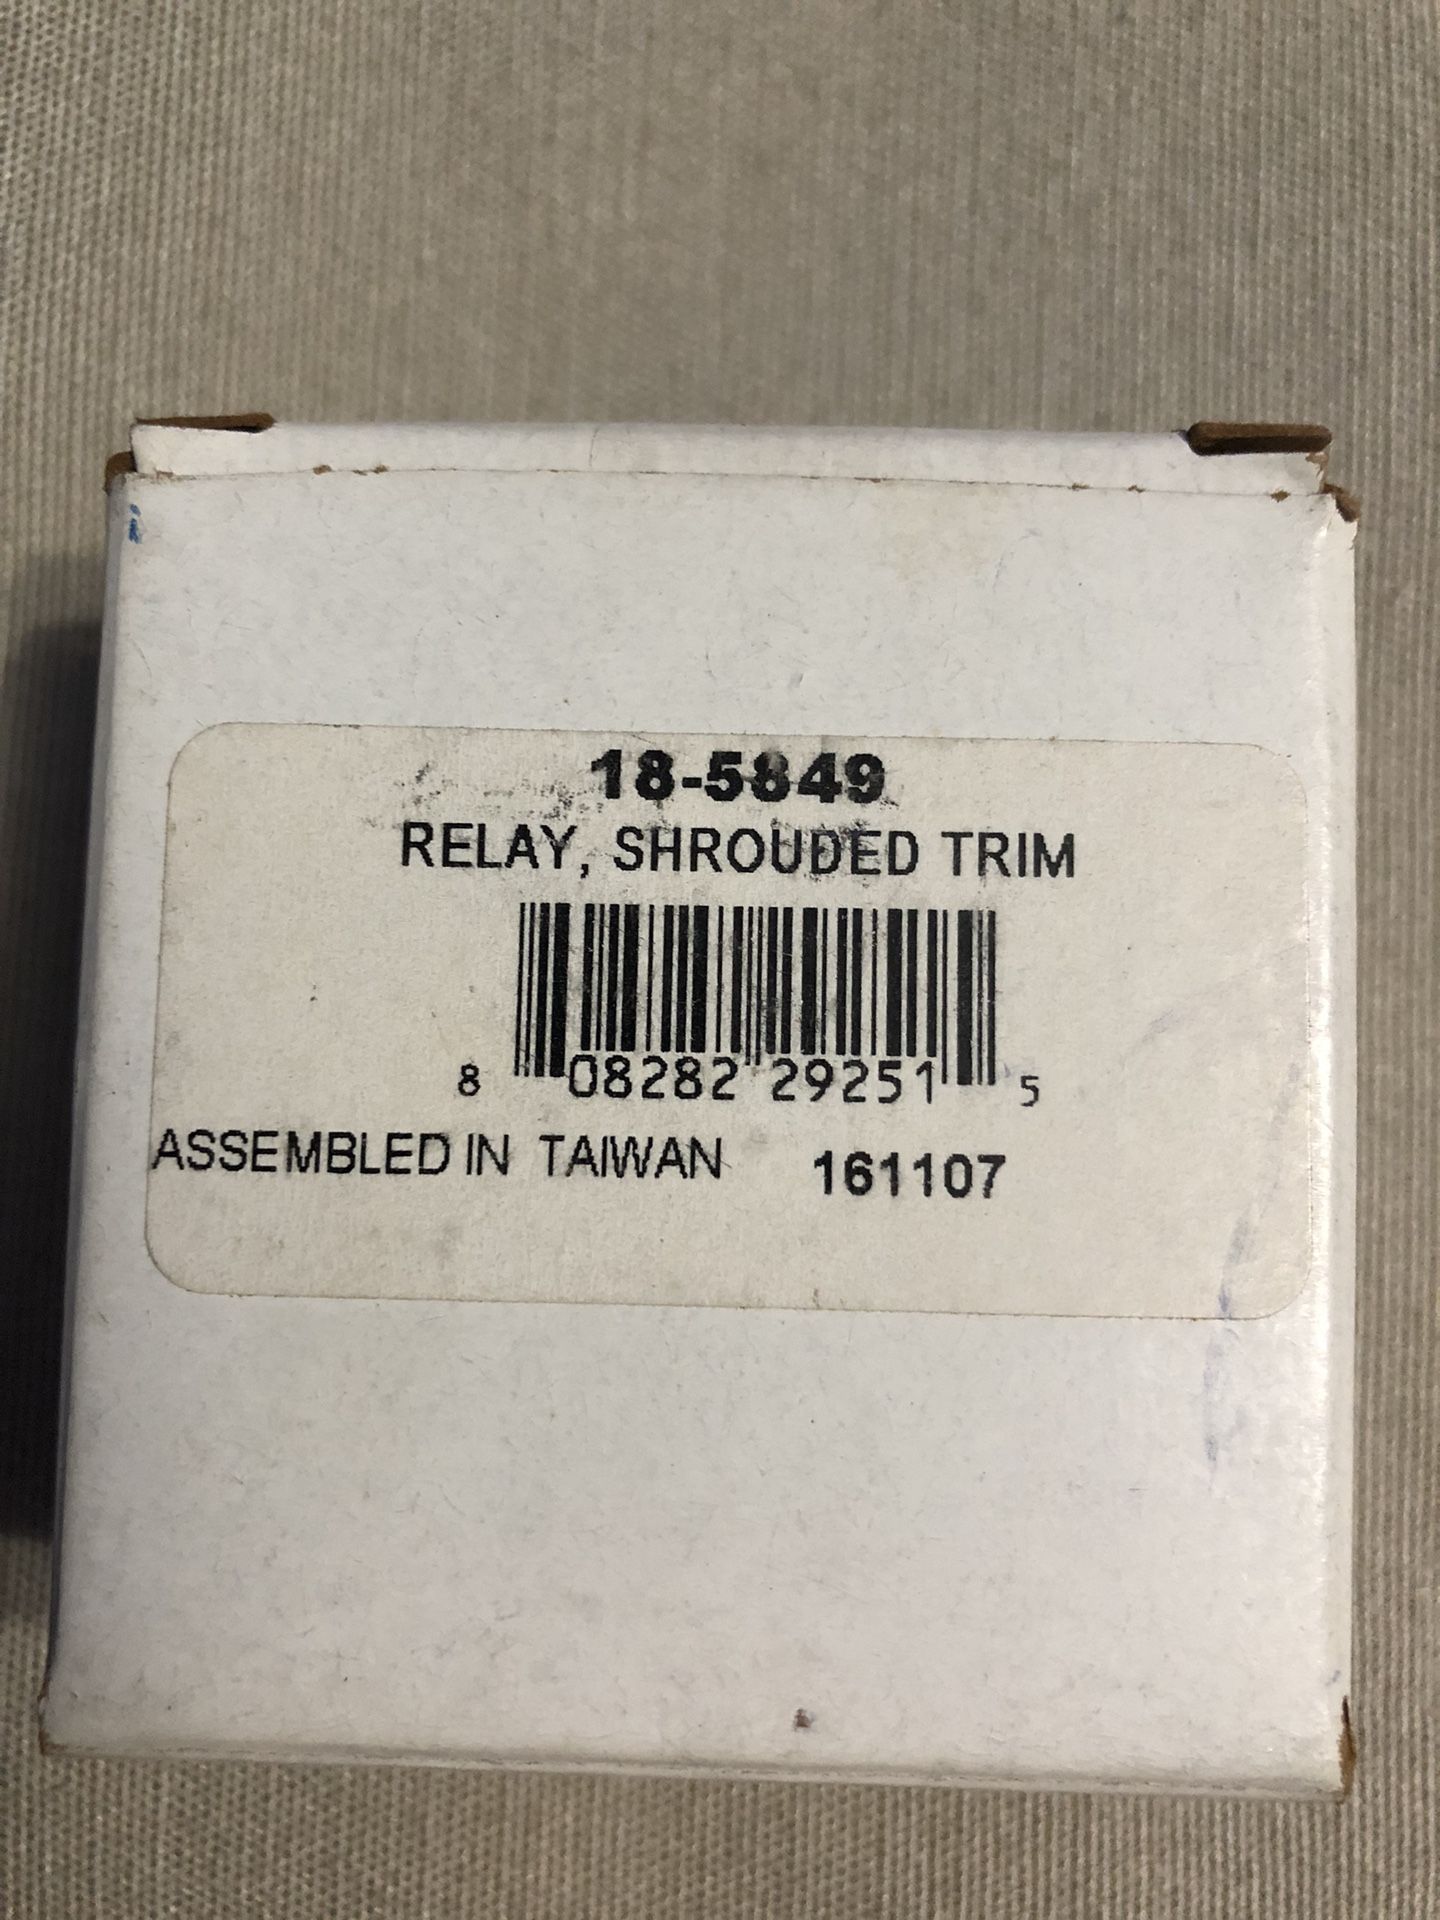 18-5849
RELAY, SHROUDED TRIM
8 08282 29251 5
ASSEMBLED IN TAIWAN 161107